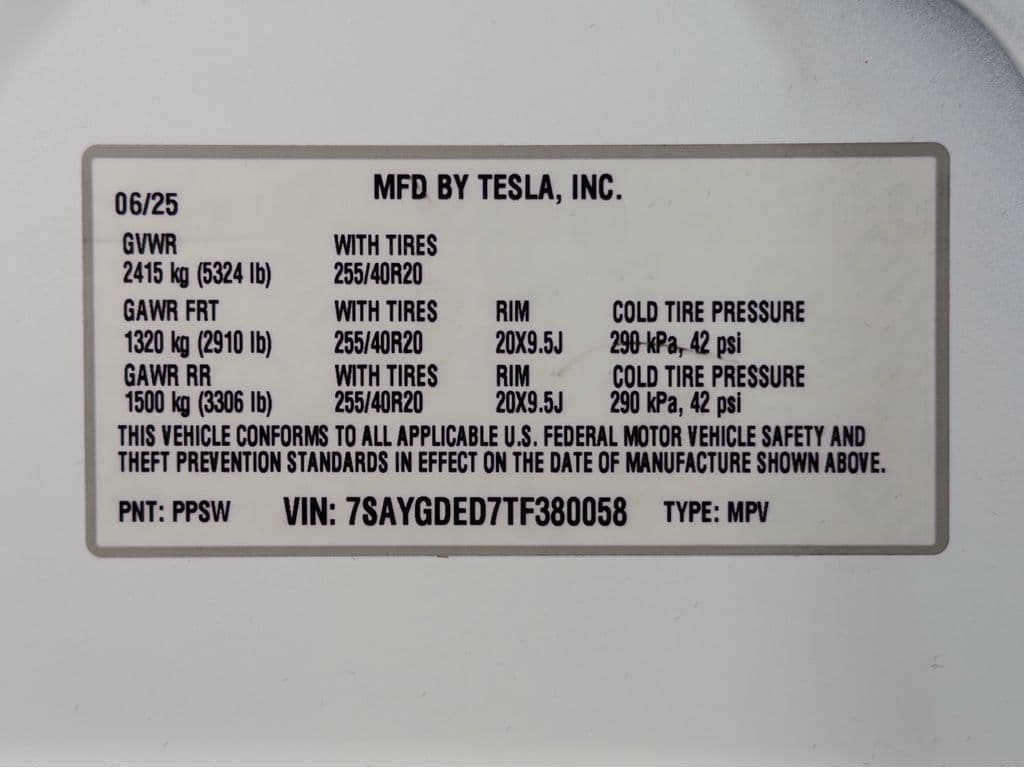 MFD BY TESLA, INC.
06/25
GVWR WITH TIRES
2415 kg (5324 lb) 255/40R20
GAWR FRT WITH TIRES RIM COLD TIRE PRESSURE
1320 kg (2910 lb) 255/40R20 20X9.5J 290 kPa, 42 psi
GAWR RR WITH TIRES RIM COLD TIRE PRESSURE
1500 kg (3306 lb) 255/40R20 20X9.5J 290 kPa, 42 psi
THIS VEHICLE CONFORMS TO ALL APPLICABLE U.S. FEDERAL MOTOR VEHICLE SAFETY AND
THEFT PREVENTION STANDARDS IN EFFECT ON THE DATE OF MANUFACTURE SHOWN ABOVE.
PNT: PPSW VIN: 7SAYGDED7TF380058 TYPE: MPV